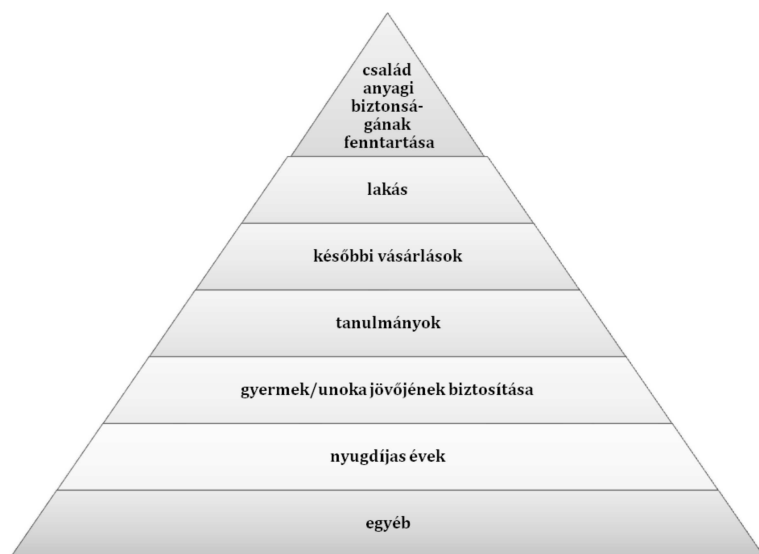 család
anyagi
biztonsá-
gának
fenntartása
lakás
későbbi vásárlások
tanulmányok
gyermek/unoka jövőjének biztosítása
nyugdíjas évek
egyéb